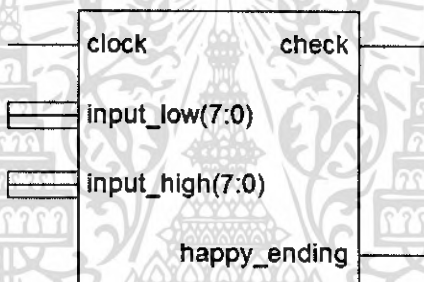 clock check
input_low(7:0)
input_high(7:0)
happy_ending